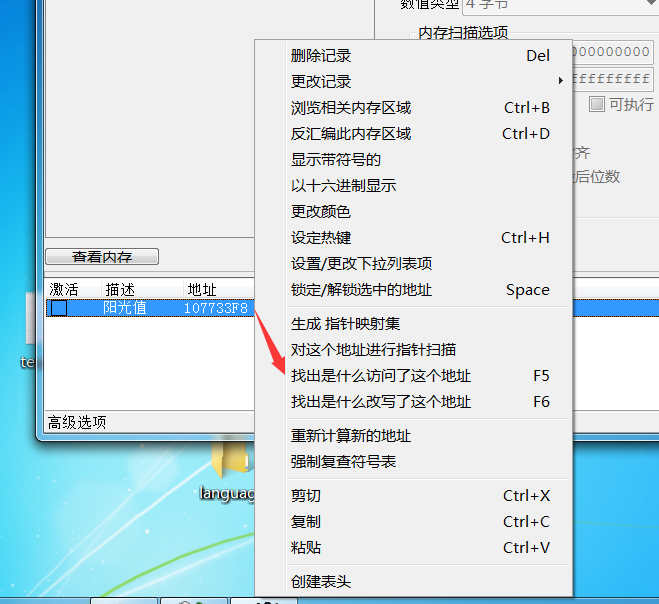 数值类型 4 字节
内存扫描选项
删除记录 Del
000000000
更改记录
fffffffff
浏览相关内存区域 Ctrl+B
可执行
反汇编此内存区域 Ctrl+D
显示带符号的
齐
以十六进制显示
后位数
更改颜色
设定热键 Ctrl+H
查看内存
设置/更改下拉列表项
激活 描述 地址
锁定/解锁选中的地址 Space
阳光值 107733F8
生成 指针映射集
对这个地址进行指针扫描
te
找出是什么访问了这个地址 F5
找出是什么改写了这个地址 F6
高级选项
重新计算新的地址
强制复查符号表
languag
剪切 Ctrl+X
复制 Ctrl+C
粘贴 Ctrl+V
创建表头